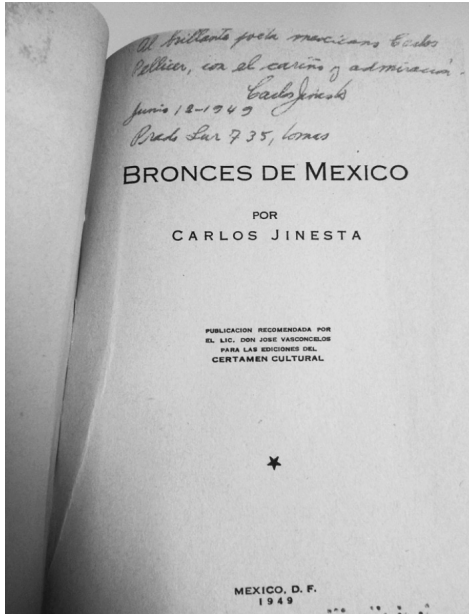 Al brillante poeta mexicano Carlos
Pellicer, con el cariño y admiración.
Carlos Jinesta
Junio 12-1949
Prado Sur 735, Lomas
BRONCES DE MEXICO
POR
CARLOS JINESTA
PUBLICACION RECOMENDADA POR
EL LIC. DON JOSE VASCONCELOS
PARA LAS EDICIONES DEL
CERTAMEN CULTURAL
MEXICO, D. F.
1949